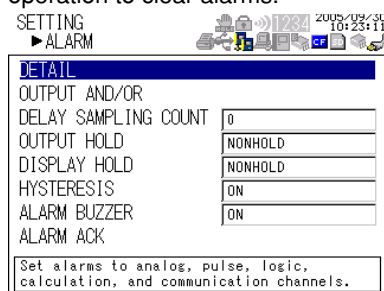 operation to clear alarms.
SETTING
►ALARM
1234
2005/09/30
10:23:11
CF
DETAIL
OUTPUT AND/OR
DELAY SAMPLING COUNT 0
OUTPUT HOLD NONHOLD
DISPLAY HOLD NONHOLD
HYSTERESIS ON
ALARM BUZZER ON
ALARM ACK
Set alarms to analog, pulse, logic,
calculation, and communication channels.